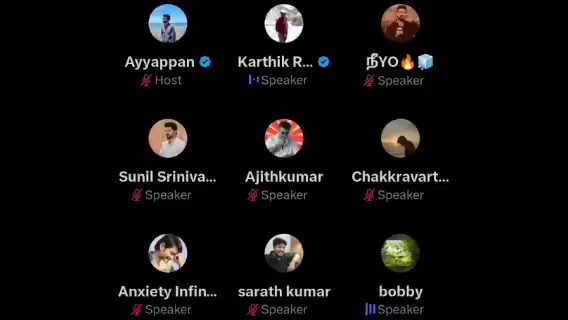 Ayyappan Karthik R... நீYO🔥🧊
Host Speaker Speaker
Sunil Sriniva... Ajithkumar Chakkravart...
Speaker Speaker Speaker
Anxiety Infin... sarath kumar bobby
Speaker Speaker Speaker